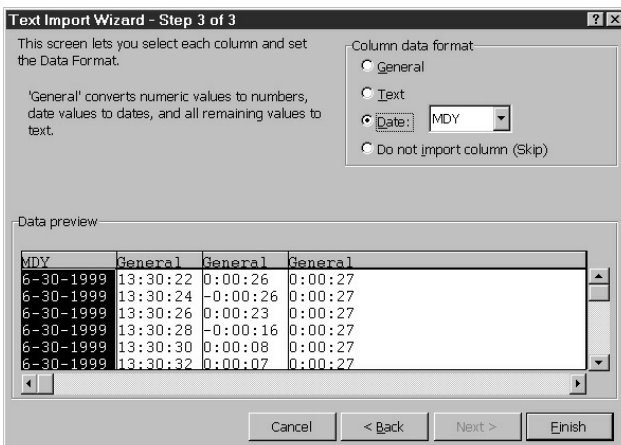 Text Import Wizard - Step 3 of 3
This screen lets you select each column and set
the Data Format.
'General' converts numeric values to numbers,
date values to dates, and all remaining values to
text.
Column data format
General
Text
Date: MDY
Do not import column (Skip)
Data preview
MDY General General General
6-30-1999 13:30:22 0:00:26 0:00:27
6-30-1999 13:30:24 -0:00:26 0:00:27
6-30-1999 13:30:26 0:00:23 0:00:27
6-30-1999 13:30:28 -0:00:16 0:00:27
6-30-1999 13:30:30 0:00:08 0:00:27
6-30-1999 13:30:32 0:00:07 0:00:27
Cancel < Back Next > Finish